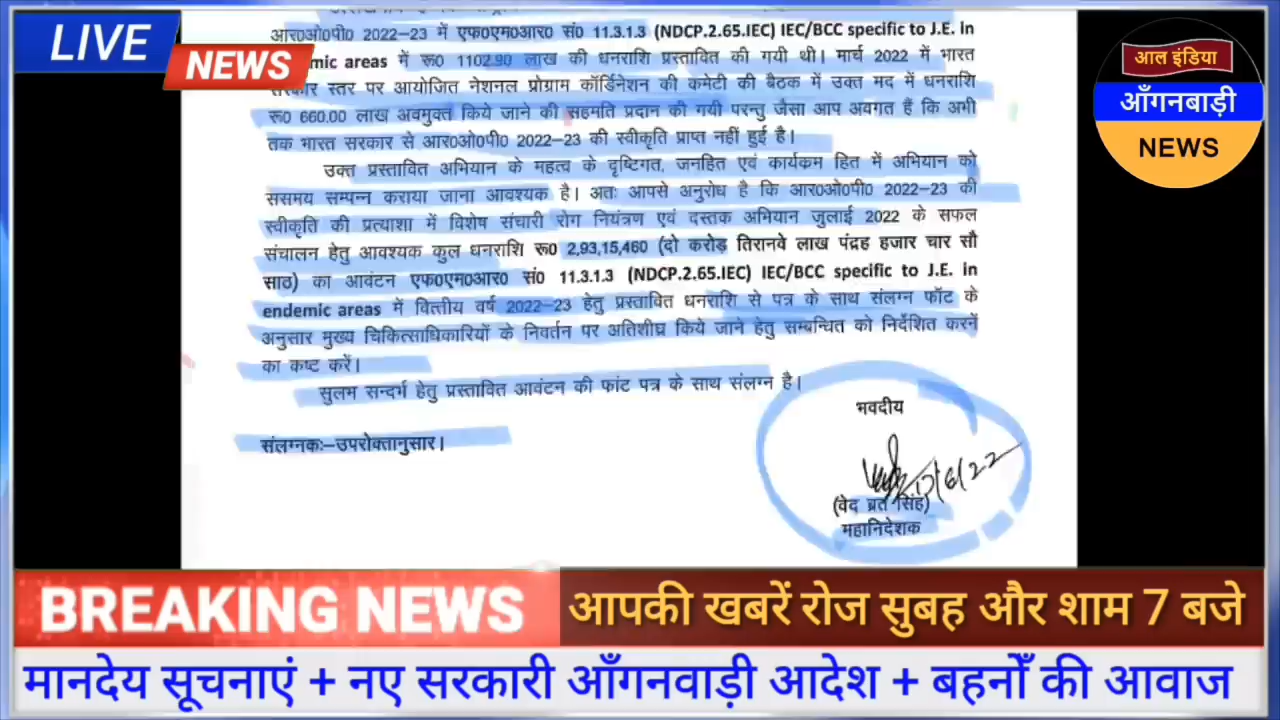 LIVE
NEWS
आल इंडिया
आँगनबाड़ी
NEWS
आर0ओ0पी0 2022–23 में एफ0एम0आर0 सं0 11.3.1.3 (NDCP.2.65.IEC) IEC/BCC specific to J.E. in
mic areas में रू0 1102.90 लाख की धनराशि प्रस्तावित की गयी थी। मार्च 2022 में भारत
सरकार स्तर पर आयोजित नेशनल प्रोग्राम कॉर्डिनेशन की कमेटी की बैठक में उक्त मद में धनराशि
रू0 660.00 लाख अवमुक्त किये जाने की सहमति प्रदान की गयी परन्तु जैसा आप अवगत हैं कि अभी
तक भारत सरकार से आर0ओ0पी0 2022–23 की स्वीकृति प्राप्त नहीं हुई है।
उक्त प्रस्तावित अभियान के महत्व के दृष्टिगत, जनहित एवं कार्यकम हित में अभियान को
ससमय सम्पन्न कराया जाना आवश्यक है। अतः आपसे अनुरोध है कि आर0ओ0पी0 2022–23 की
स्वीकृति की प्रत्याशा में विशेष संचारी रोग नियंत्रण एवं दस्तक अभियान जुलाई 2022 के सफल
संचालन हेतु आवश्यक कुल धनराशि रू0 2,93,15,460 (दो करोड़ तिरानवे लाख पंद्रह हजार चार सौ
साठ) का आवंटन एफ0एम0आर0 सं0 11.3.1.3 (NDCP.2.65.IEC) IEC/BCC specific to J.E. in
endemic areas में वित्तीय वर्ष 2022–23 हेतु प्रस्तावित धनराशि से पत्र के साथ संलग्न फॉट के
अनुसार मुख्य चिकित्साधिकारियों के निवर्तन पर अतिशीघ्र किये जाने हेतु सम्बन्धित को निर्देशित करनें
का कष्ट करें।
सुलभ सन्दर्भ हेतु प्रस्तावित आवंटन की फांट पत्र के साथ संलग्न है।
भवदीय
संलग्नकः–उपरोक्तानुसार।
(वेद ब्रत सिंह)
महानिदेशक
BREAKING NEWS
आपकी खबरें रोज सुबह और शाम 7 बजे
मानदेय सूचनाएं + नए सरकारी आँगनवाड़ी आदेश + बहनोंँ की आवाज